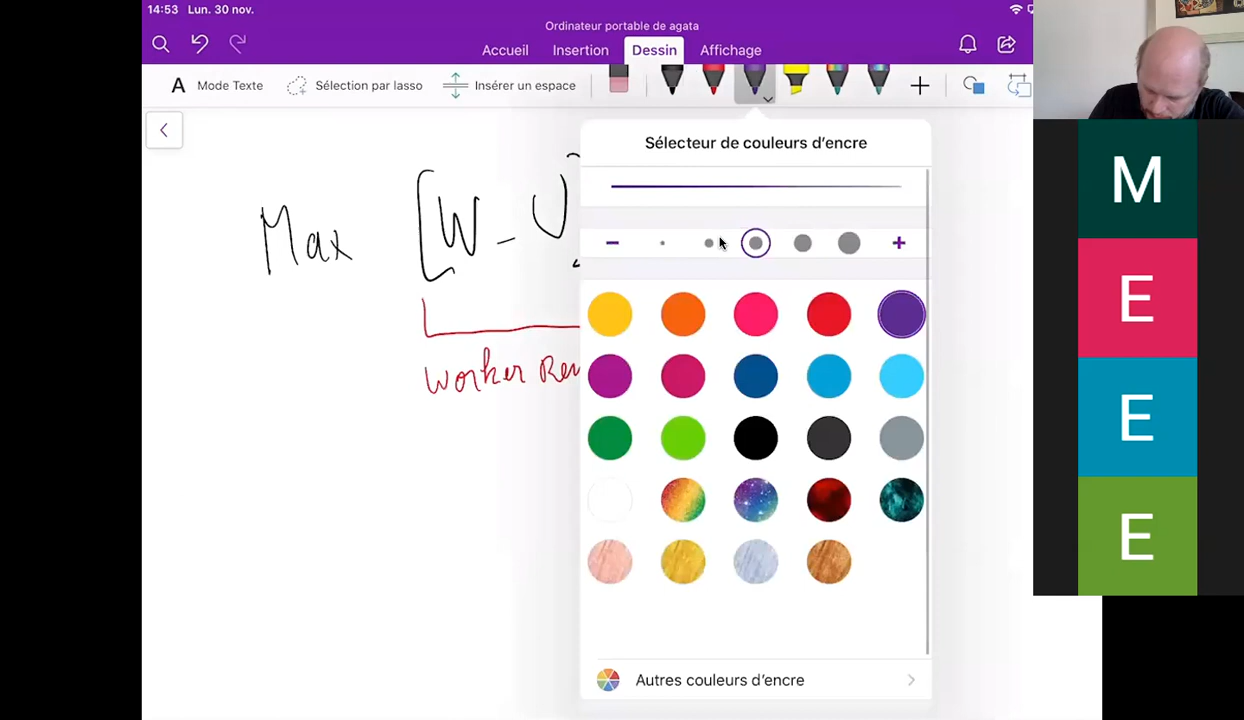 14:53 Lun. 30 nov.
Ordinateur portable de agata
Accueil Insertion Dessin Affichage
A Mode Texte Sélection par lasso Insérer un espace
Sélecteur de couleurs d'encre
Max [W - U]
Worker Ren
Autres couleurs d'encre
M
E
E
E